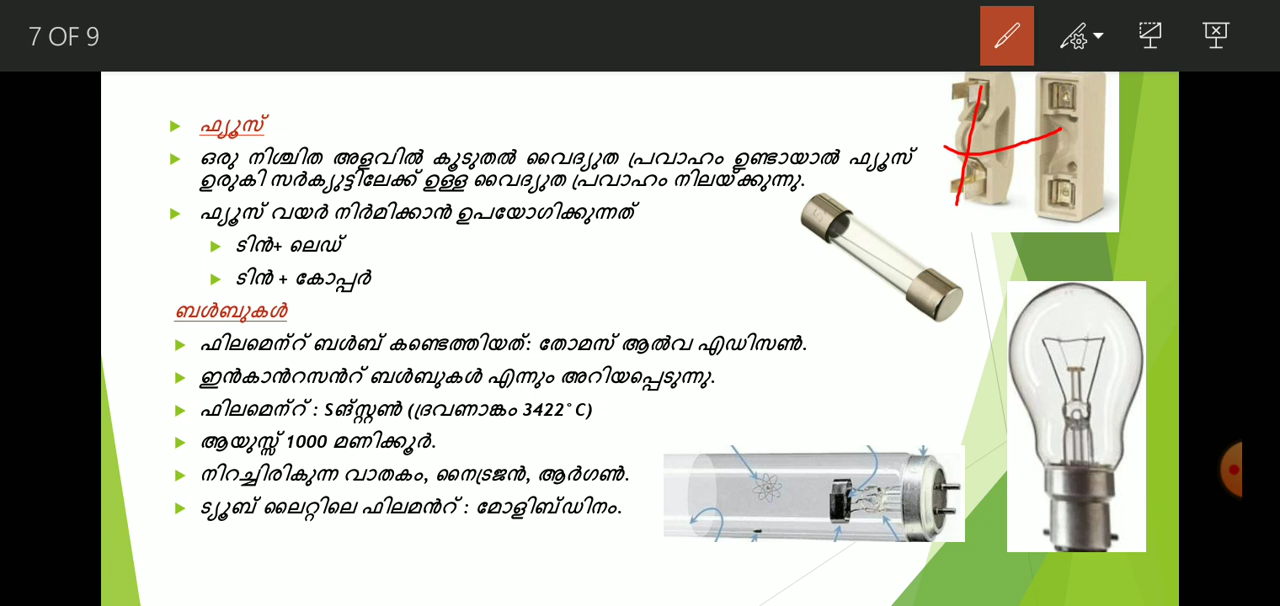 7 OF 9
ഫ്യൂസ്
ഒരു നിശ്ചിത അളവിൽ കൂടുതൽ വൈദ്യുത പ്രവാഹം ഉണ്ടായാൽ ഫ്യൂസ്
ഉരുകി സർക്യുട്ടിലേക്ക് ഉള്ള വൈദ്യുത പ്രവാഹം നിലയ്ക്കുന്നു.
ഫ്യൂസ് വയർ നിർമിക്കാൻ ഉപയോഗിക്കുന്നത്
ടിൻ+ ലെഡ്
ടിൻ + കോപ്പർ
ബൾബുകൾ
ഫിലമെന്റ് ബൾബ് കണ്ടെത്തിയത്: തോമസ് ആൽവ എഡിസൺ.
ഇൻകാൻറസൻറ് ബൾബുകൾ എന്നും അറിയപ്പെടുന്നു.
ഫിലമെന്റ് : Sങ്സ്റ്റൺ (ദ്രവണാങ്കം 3422°C)
ആയുസ്സ് 1000 മണിക്കൂർ.
നിറച്ചിരികുന്ന വാതകം, നൈട്രജൻ, ആർഗൺ.
ട്യൂബ് ലൈറ്റിലെ ഫിലമൻറ് : മോളിബ്ഡിനം.